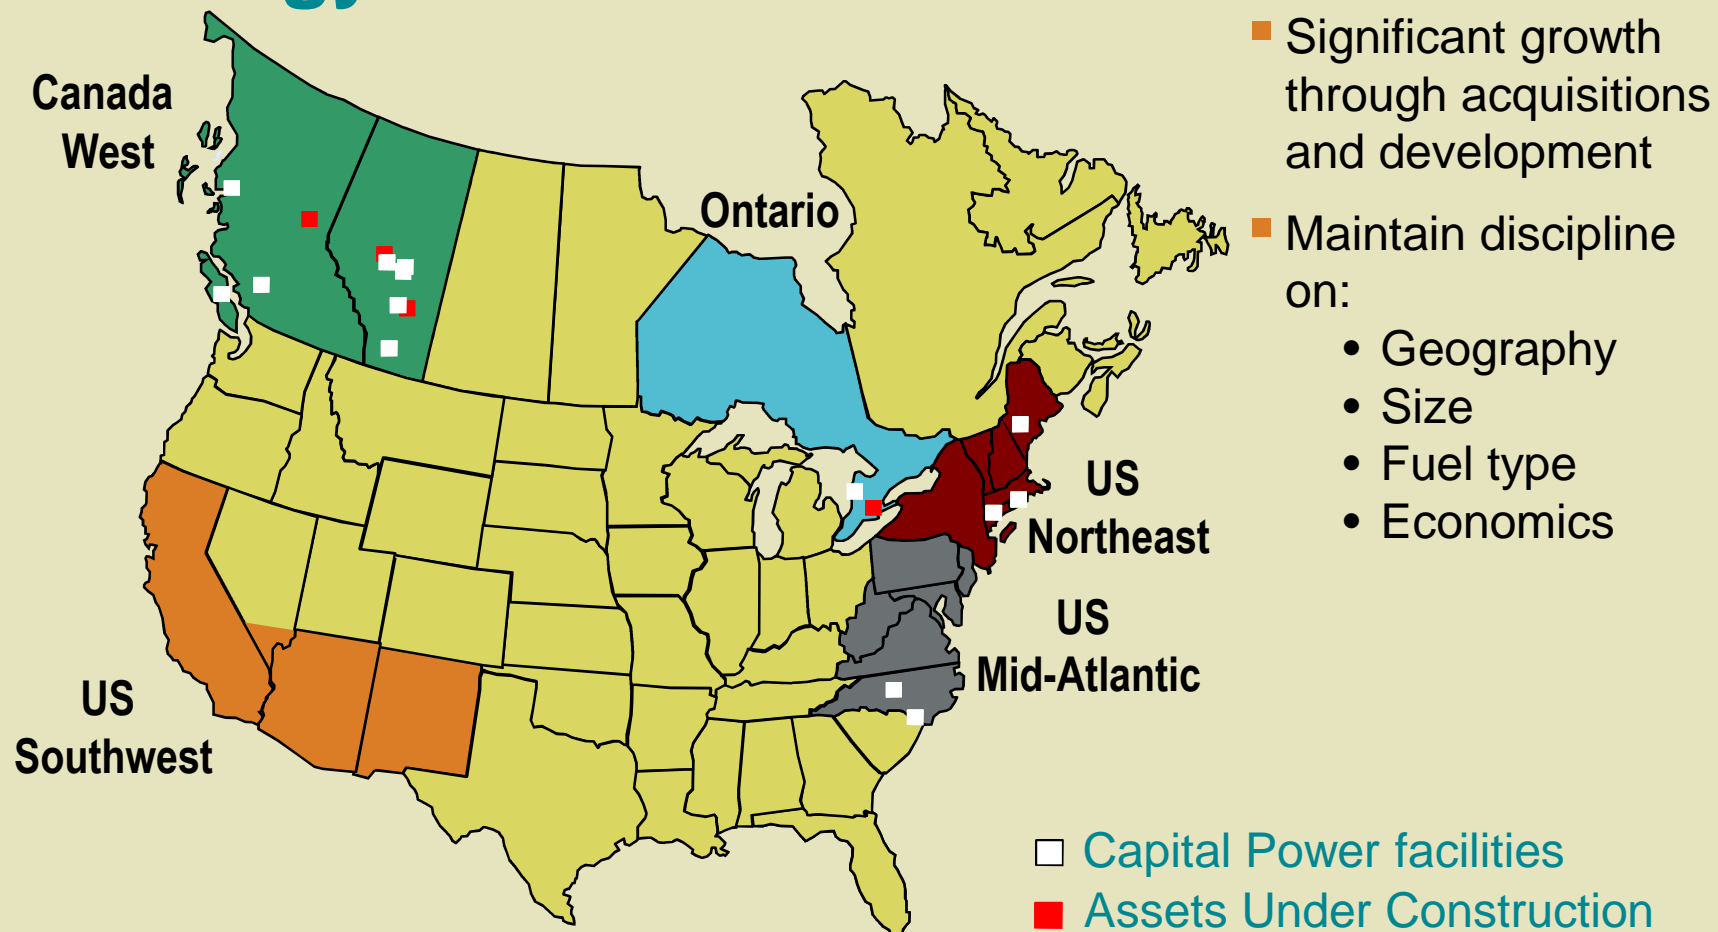 Canada
West
Ontario
US
Northeast
US
Mid-Atlantic
US
Southwest
Significant growth
through acquisitions
and development
Maintain discipline
on:
• Geography
• Size
• Fuel type
• Economics
Capital Power facilities
Assets Under Construction